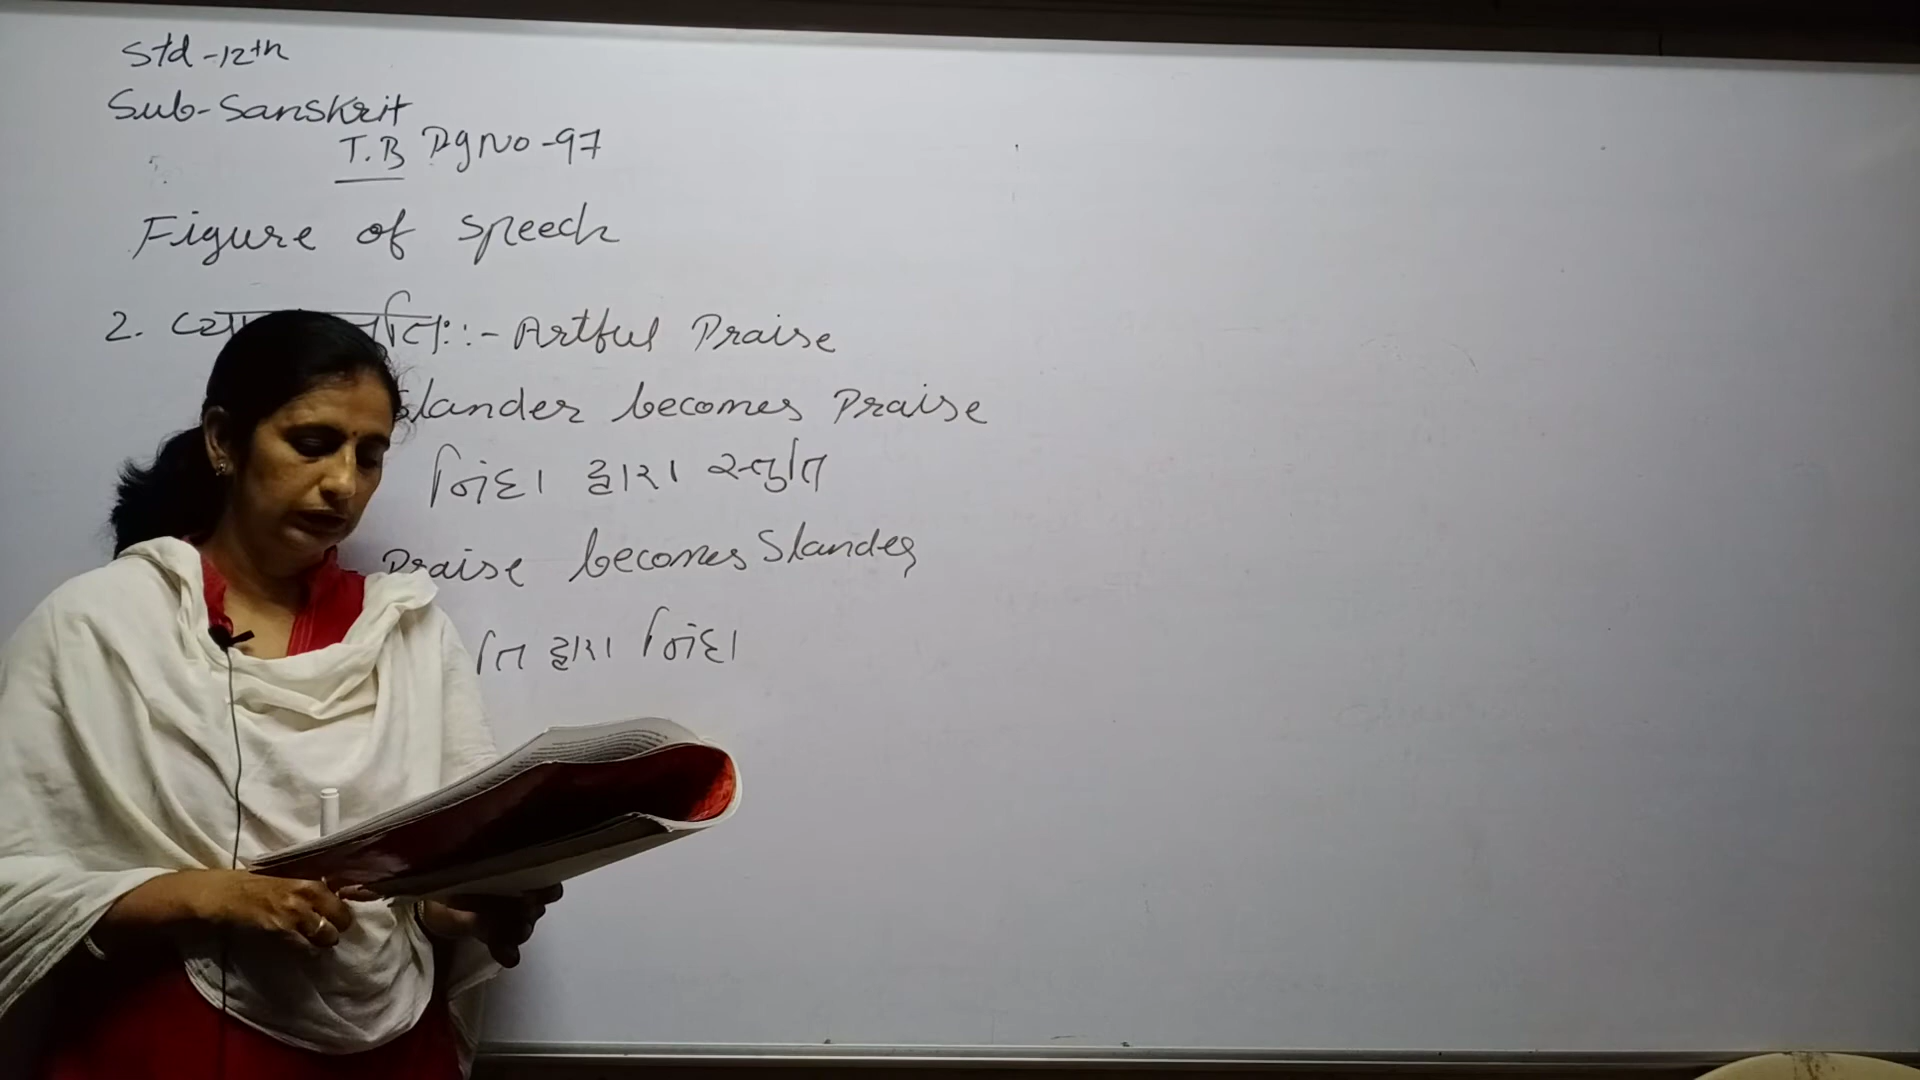 Std-12th
Sub-Sanskrit
T.B Pg No-97
Figure of speech
2. :- Artful Praise
Slander becomes Praise
નિંદા દ્વારા સ્તુતિ
Praise becomes Slander
તિ દ્વારા નિંદા